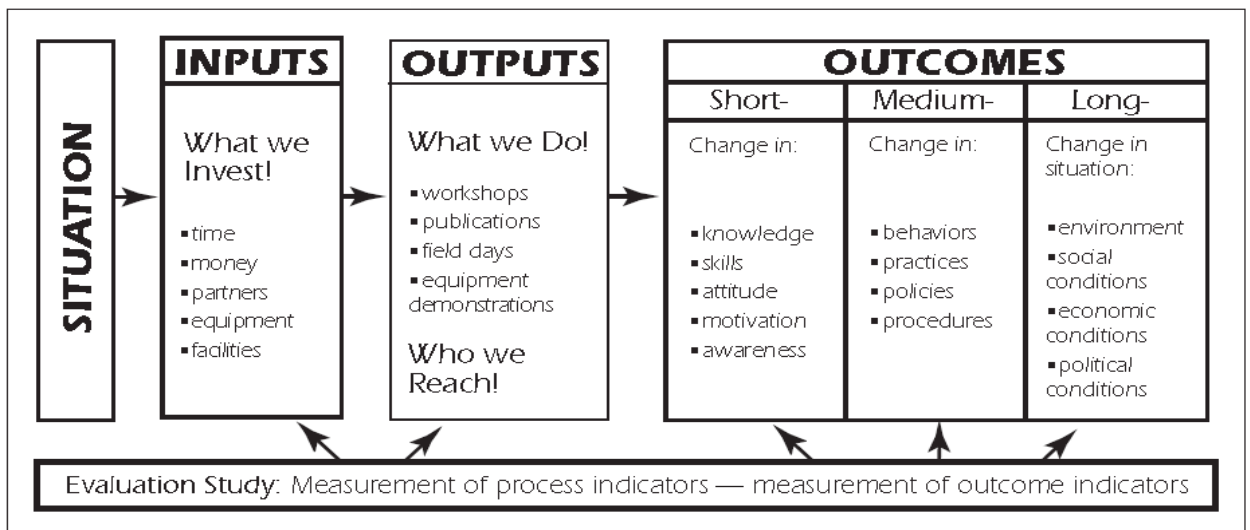 SITUATION
INPUTS
What we
Invest!
▪time
▪money
▪partners
▪equipment
▪facilities
OUTPUTS
What we Do!
▪workshops
▪publications
▪field days
▪equipment
demonstrations
Who we
Reach!
OUTCOMES
Short-
Change in:
▪knowledge
▪skills
▪attitude
▪motivation
▪awareness
Medium-
Change in:
▪behaviors
▪practices
▪policies
▪procedures
Long-
Change in
situation:
▪environment
▪social
conditions
▪economic
conditions
▪political
conditions
Evaluation Study: Measurement of process indicators — measurement of outcome indicators